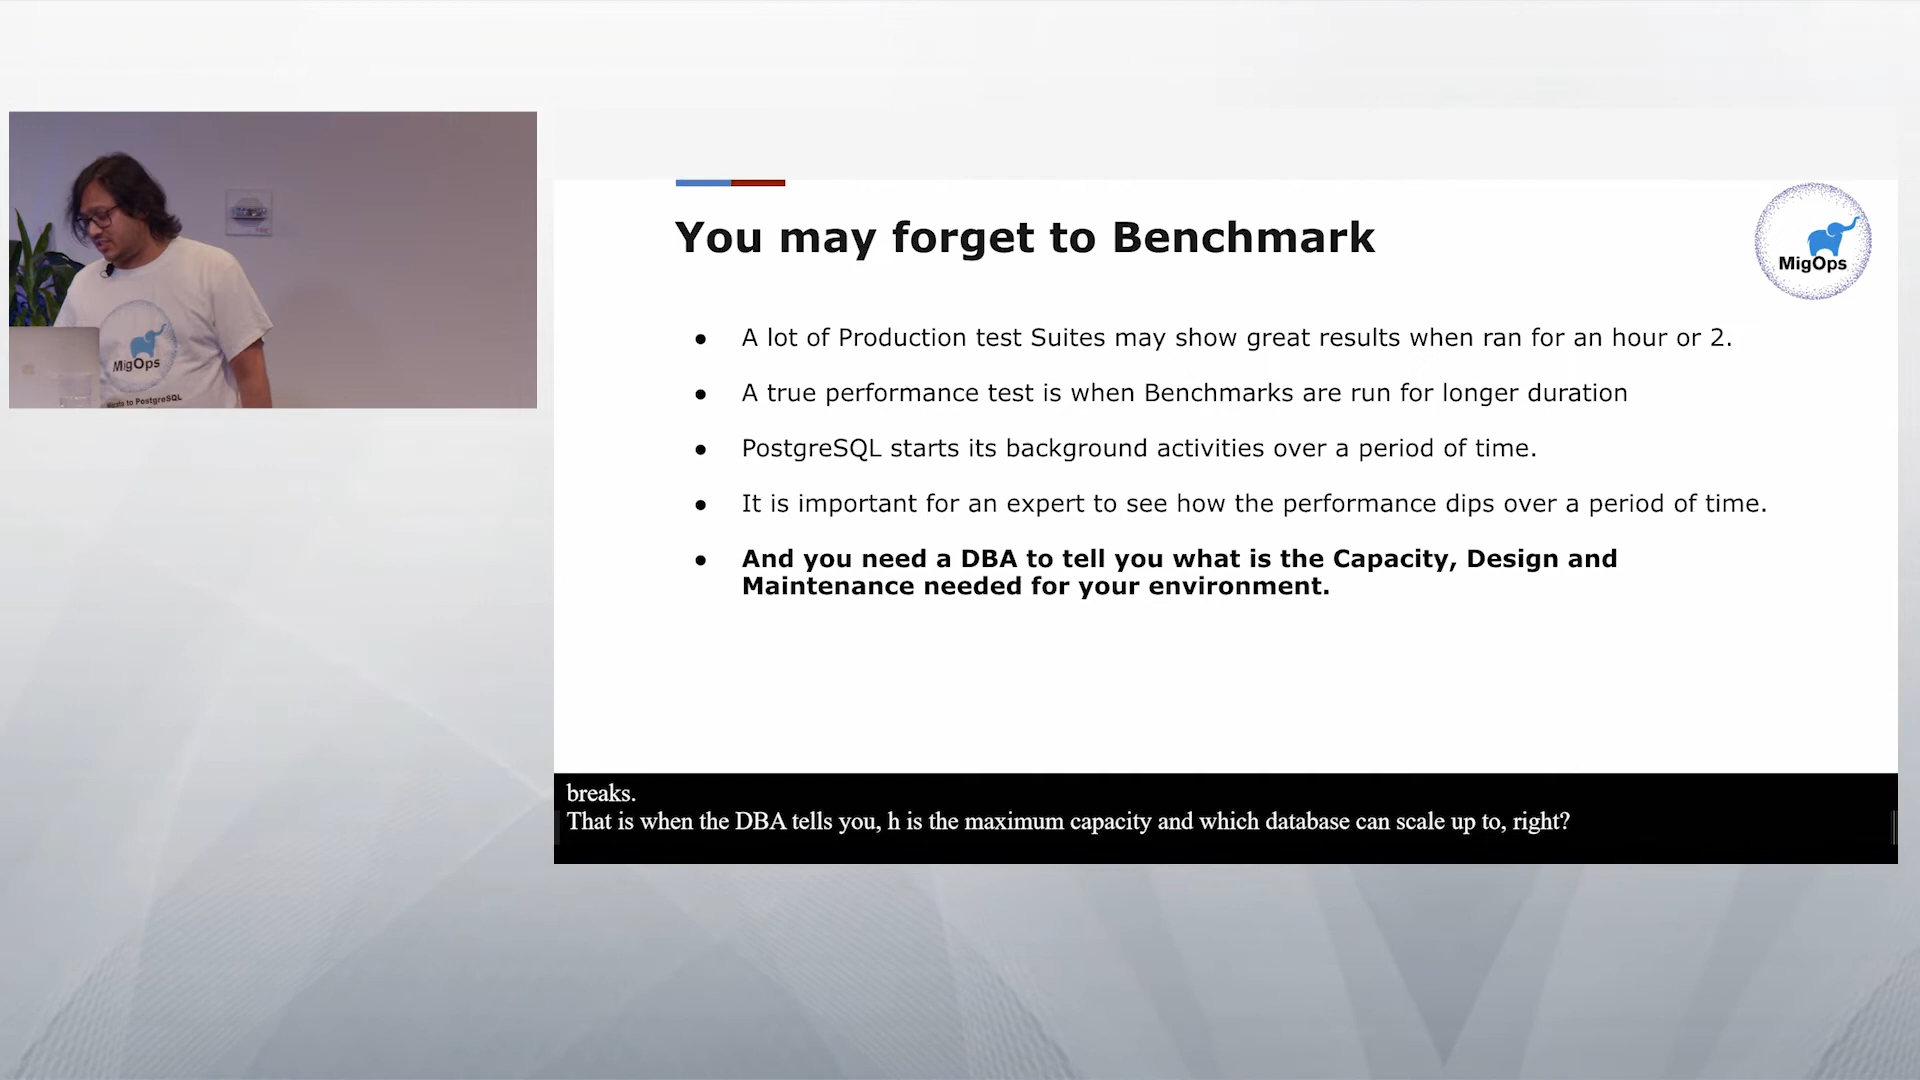 MigOps
Migrate to PostgreSQL
You may forget to Benchmark
MigOps
● A lot of Production test Suites may show great results when ran for an hour or 2.
● A true performance test is when Benchmarks are run for longer duration
● PostgreSQL starts its background activities over a period of time.
● It is important for an expert to see how the performance dips over a period of time.
● And you need a DBA to tell you what is the Capacity, Design and
Maintenance needed for your environment.
breaks.
That is when the DBA tells you, h is the maximum capacity and which database can scale up to, right?